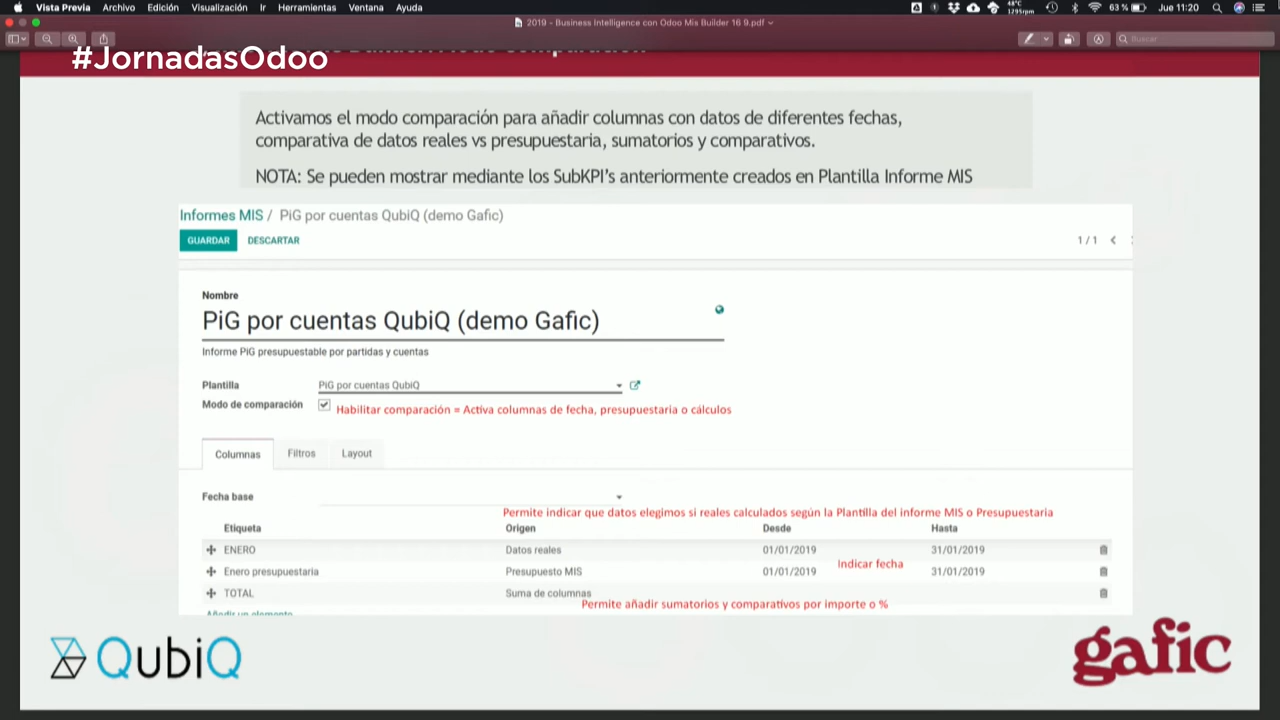 Vista Previa Archivo Edición Visualización Ir Herramientas Ventana Ayuda
48°C
1295rpm
63 %
Jue 11:20
2019 - Business Intelligence con Odoo Mis Builder 16 9.pdf
Buscar
#JornadasOdoo
Activamos el modo comparación para añadir columnas con datos de diferentes fechas,
comparativa de datos reales vs presupuestaria, sumatorios y comparativos.
NOTA: Se pueden mostrar mediante los SubKPI's anteriormente creados en Plantilla Informe MIS
Informes MIS / PiG por cuentas QubiQ (demo Gafic)
GUARDAR DESCARTAR
1 / 1
Nombre
PiG por cuentas QubiQ (demo Gafic)
Informe PiG presupuestable por partidas y cuentas
Plantilla PiG por cuentas QubiQ
Modo de comparación Habilitar comparación = Activa columnas de fecha, presupuestaria o cálculos
Columnas Filtros Layout
Fecha base
Permite indicar que datos elegimos si reales calculados según la Plantilla del informe MIS o Presupuestaria
Etiqueta Origen Desde Hasta
ENERO Datos reales 01/01/2019 31/01/2019
Indicar fecha
Enero presupuestaria Presupuesto MIS 01/01/2019 31/01/2019
TOTAL Suma de columnas
Permite añadir sumatorios y comparativos por importe o %
Añadir un elemento
QubiQ
gafic